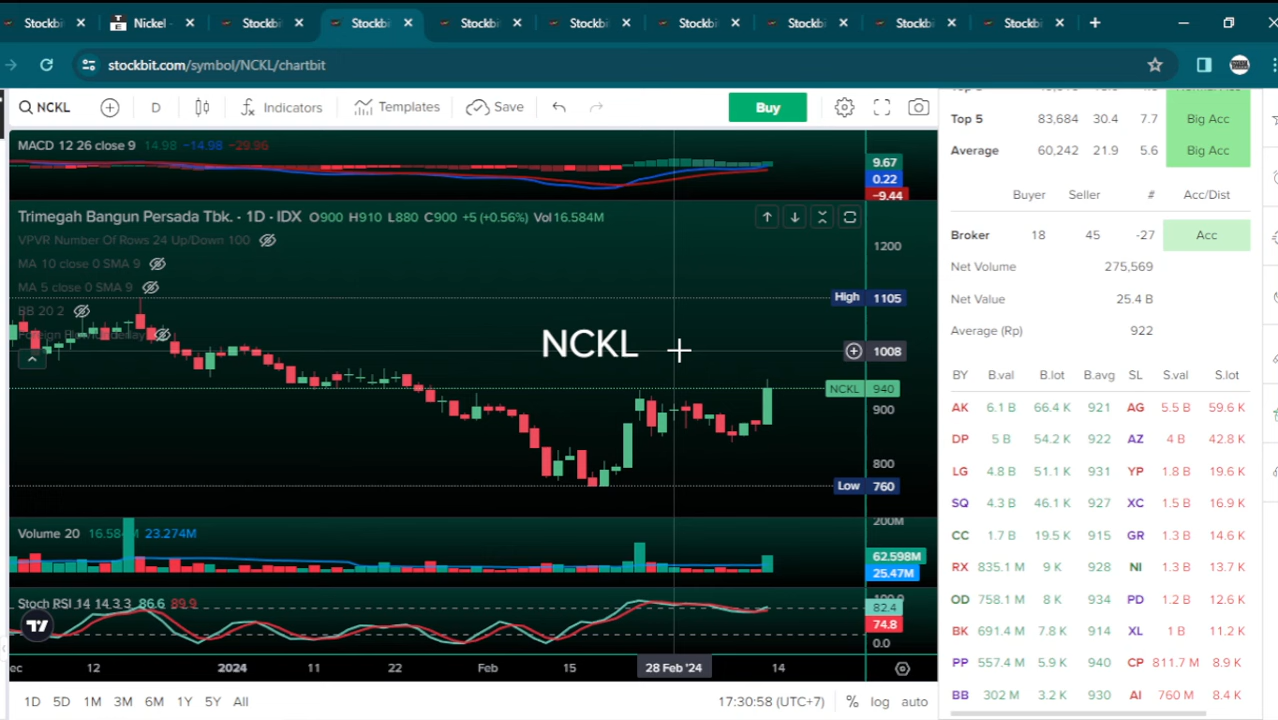 Stockbi Nickel - Stockbi Stockbi Stockbi Stockbi Stockbi Stockbi Stockbi Stockbi
stockbit.com/symbol/NCKL/chartbit
NCKL D Indicators Templates Save Buy
MACD 12 26 close 9 14.98 −14.98 −29.96
9.67
0.22
−9.44
Trimegah Bangun Persada Tbk. - 1D - IDX O900 H910 L880 C900 +5 (+0.56%) Vol16.584M
VPVR Number Of Rows 24 Up/Down 100
MA 10 close 0 SMA 9
MA 5 close 0 SMA 9
BB 20 2
1200
High 1105
NCKL
1008
NCKL 940
900
800
Low 760
Volume 20 16.584M 23.274M
200M
62.598M
25.47M
Stoch RSI 14 14 3 3 86.6 89.9
100.0
82.4
74.8
0.0
12 2024 11 22 Feb 15 28 Feb '24 14
1D 5D 1M 3M 6M 1Y 5Y All 17:30:58 (UTC+7) % log auto
Top 5 83,684 30.4 7.7 Big Acc
Average 60,242 21.9 5.6 Big Acc
Buyer Seller # Acc/Dist
Broker 18 45 -27 Acc
Net Volume 275,569
Net Value 25.4 B
Average (Rp) 922
BY B.val B.lot B.avg SL S.val S.lot
AK 6.1 B 66.4 K 921 AG 5.5 B 59.6 K
DP 5 B 54.2 K 922 AZ 4 B 42.8 K
LG 4.8 B 51.1 K 931 YP 1.8 B 19.6 K
SQ 4.3 B 46.1 K 927 XC 1.5 B 16.9 K
CC 1.7 B 19.5 K 915 GR 1.3 B 14.6 K
RX 835.1 M 9 K 928 NI 1.3 B 13.7 K
OD 758.1 M 8 K 934 PD 1.2 B 12.6 K
BK 691.4 M 7.8 K 914 XL 1 B 11.2 K
PP 557.4 M 5.9 K 940 CP 811.7 M 8.9 K
BB 302 M 3.2 K 930 AI 760 M 8.4 K